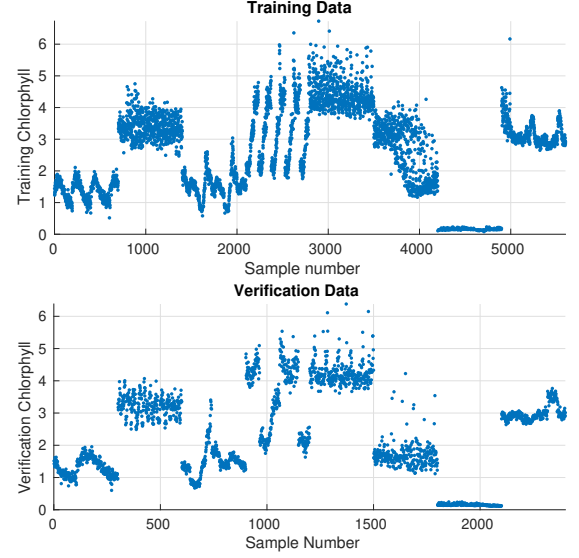 Training Data
Training Chlorphyll
6
5
4
3
2
1
0
0 1000 2000 3000 4000 5000
Sample number
Verification Data
Verification Chlorophyll
6
5
4
3
2
1
0
0 500 1000 1500 2000
Sample Number